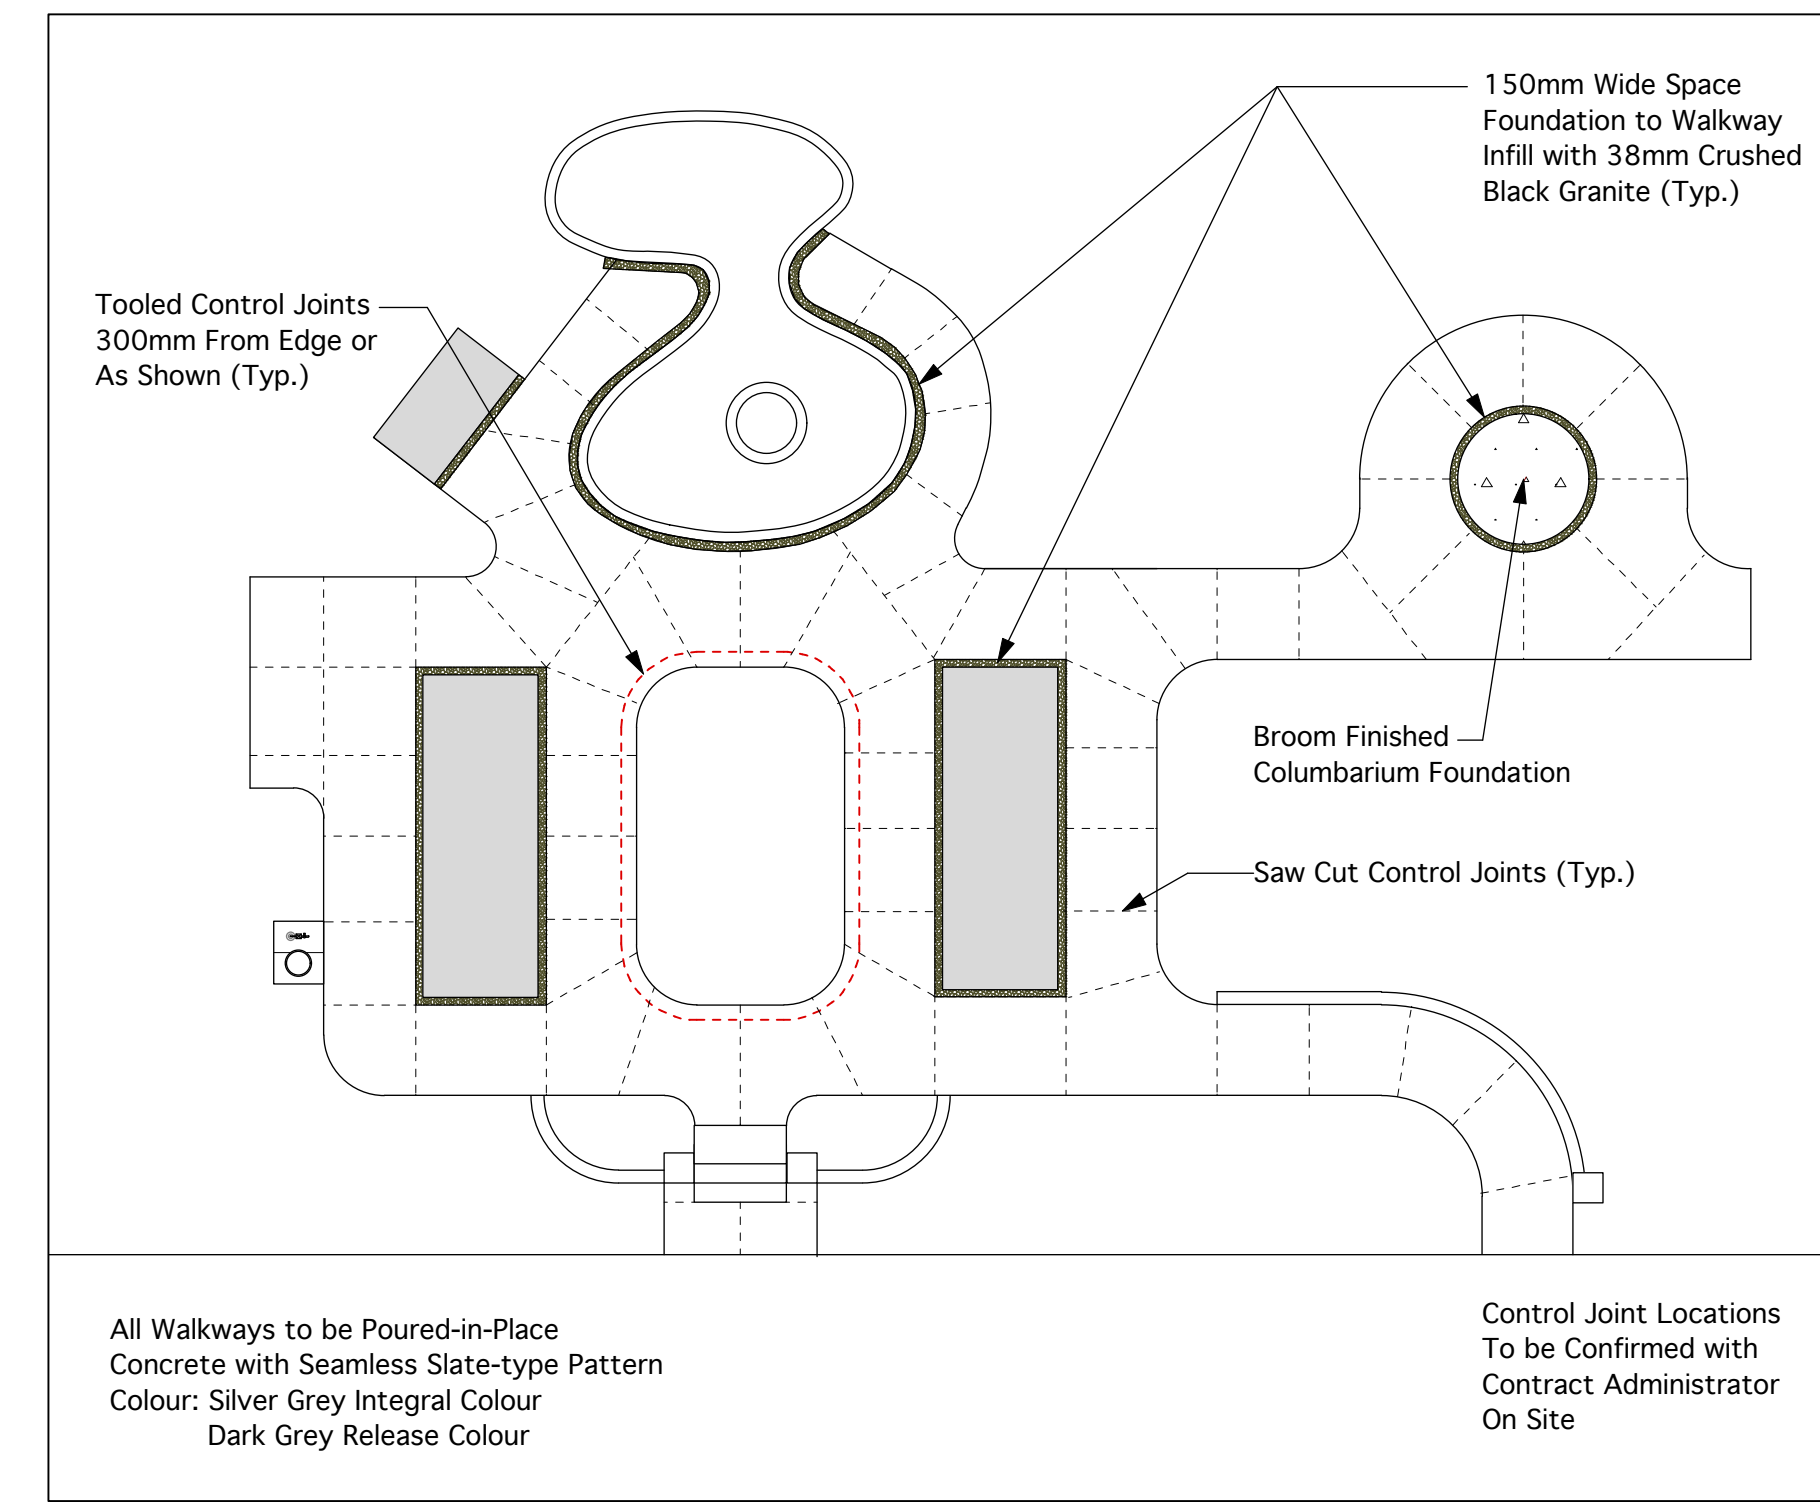 150mm Wide Space
Foundation to Walkway
Infill with 38mm Crushed
Black Granite (Typ.)
Tooled Control Joints
300mm From Edge or
As Shown (Typ.)
Broom Finished
Columbarium Foundation
Saw Cut Control Joints (Typ.)
All Walkways to be Poured-in-Place
Concrete with Seamless Slate-type Pattern
Colour: Silver Grey Integral Colour
Dark Grey Release Colour
Control Joint Locations
To be Confirmed with
Contract Administrator
On Site